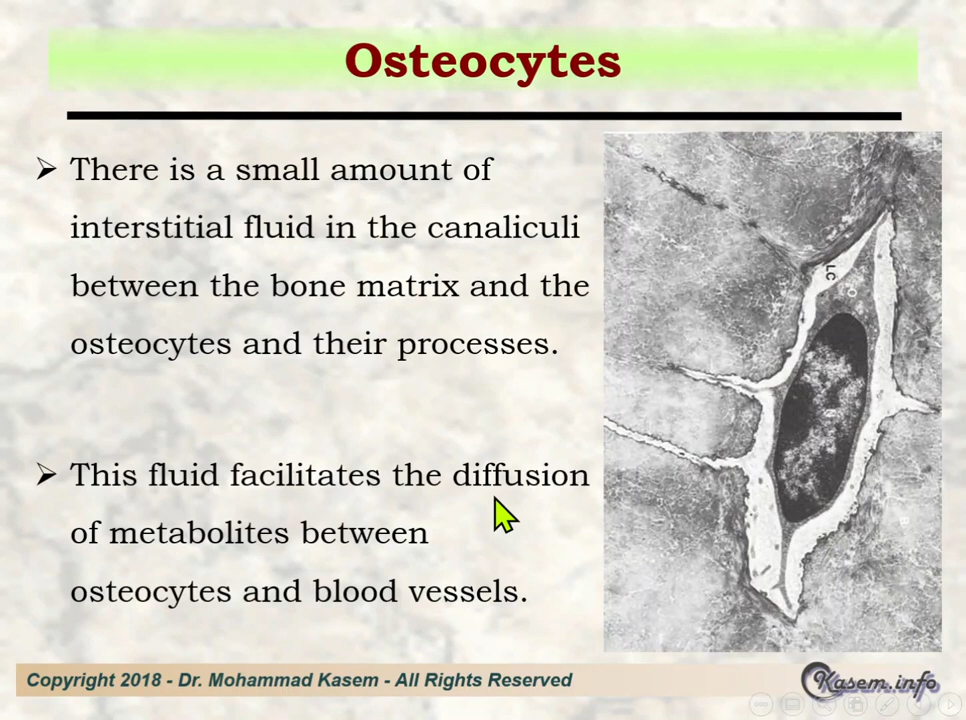 Osteocytes
➢ There is a small amount of
interstitial fluid in the canaliculi
between the bone matrix and the
osteocytes and their processes.
➢ This fluid facilitates the diffusion
of metabolites between
osteocytes and blood vessels.
LC
O
Copyright 2018 - Dr. Mohammad Kasem - All Rights Reserved
Kasem.info